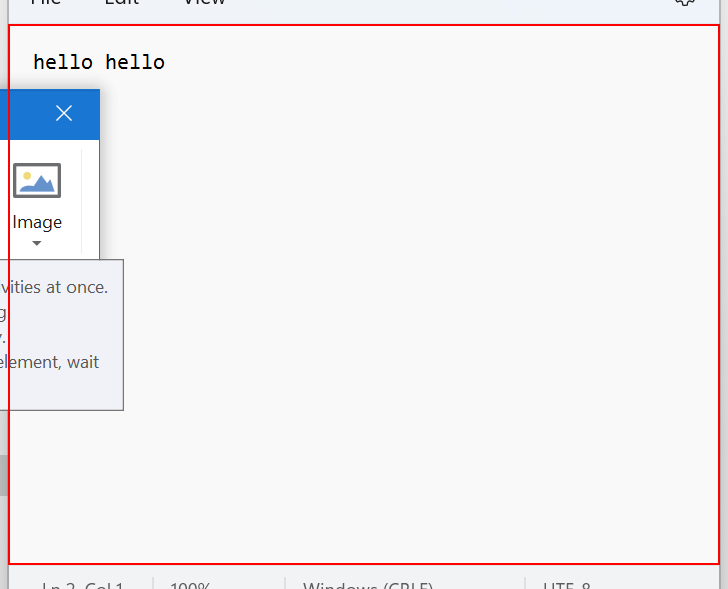 File Edit View
hello hello
Image
vities at once.
element, wait
Ln 2, Col 1 100% Windows (CRLF) UTF-8